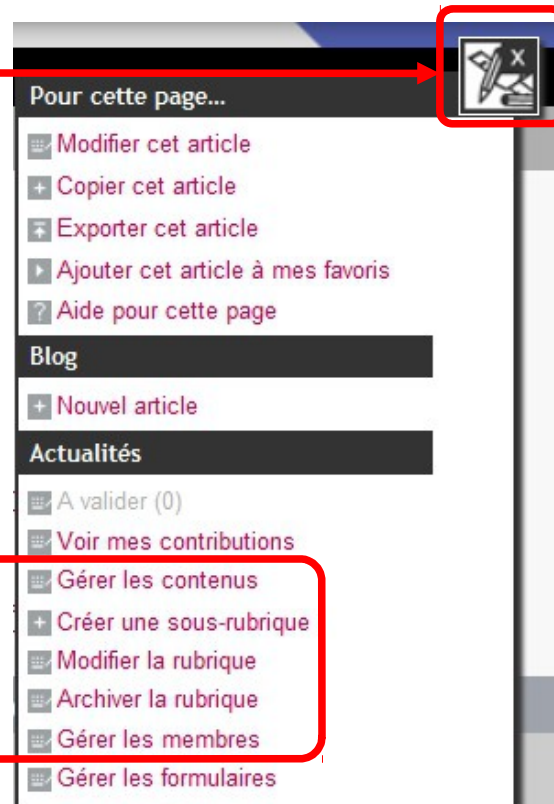 X
Pour cette page...
Modifier cet article
Copier cet article
Exporter cet article
Ajouter cet article à mes favoris
Aide pour cette page
Blog
Nouvel article
Actualités
A valider (0)
Voir mes contributions
Gérer les contenus
Créer une sous-rubrique
Modifier la rubrique
Archiver la rubrique
Gérer les membres
Gérer les formulaires